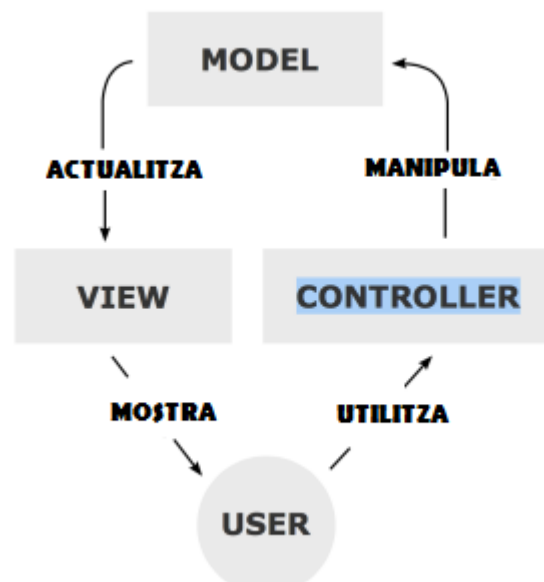 MODEL
ACTUALITZA
MANIPULA
VIEW
CONTROLLER
MOSTRA
UTILITZA
USER